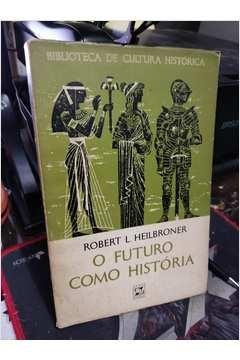 BIBLIOTECA DE CULTURA HISTÓRICA
ROBERT L HEILBRONER
O FUTURO
COMO HISTÓRIA